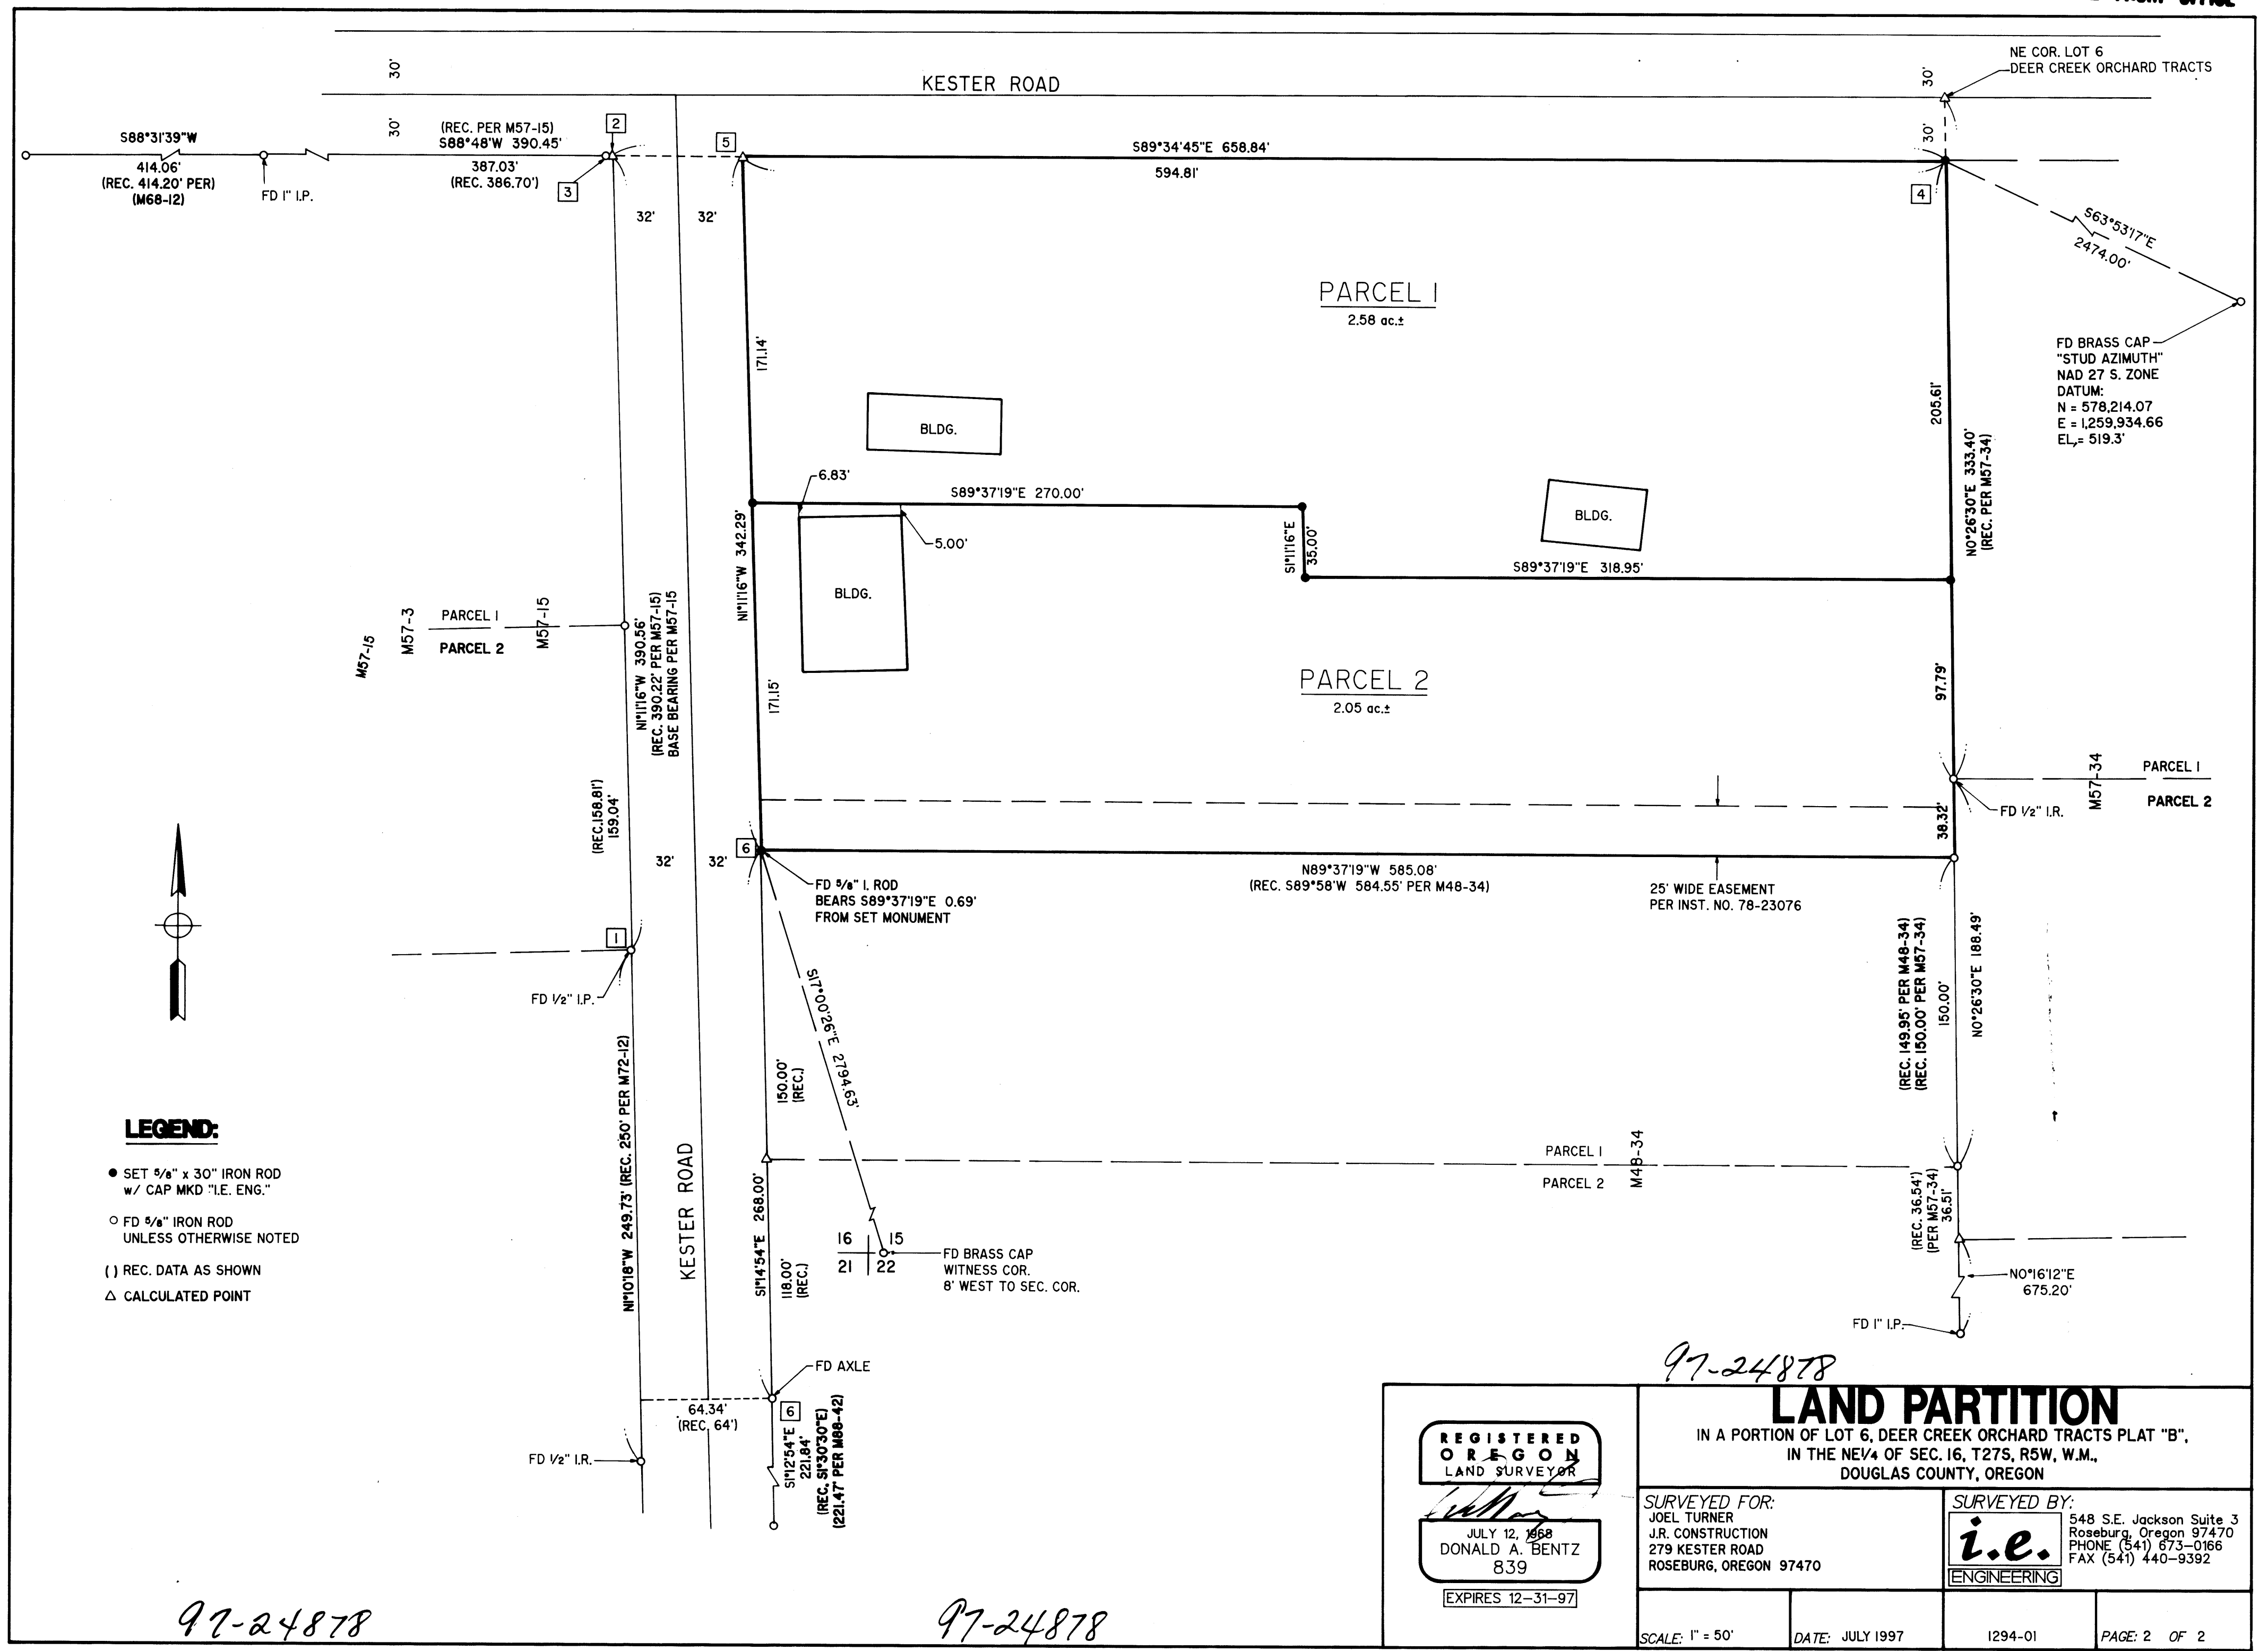 KESTER ROAD
30'
30'
30'
30'
NE COR. LOT 6
DEER CREEK ORCHARD TRACTS
S88°31'39"W
414.06'
(REC. 414.20' PER)
(M68-12)
FD 1" I.P.
(REC. PER M57-15)
S88°48'W 390.45'
387.03'
(REC. 386.70')
2
3
5
S89°34'45"E 658.84'
594.81'
4
32'
32'
S63°53'17"E
2474.00'
FD BRASS CAP
"STUD AZIMUTH"
NAD 27 S. ZONE
DATUM:
N = 578,214.07
E = 1,259,934.66
EL,= 519.3'
PARCEL 1
2.58 ac.±
171.14'
205.61'
N0°26'30"E 333.40'
(REC. PER M57-34)
BLDG.
6.83'
S89°37'19"E 270.00'
5.00'
BLDG.
S1°11'16"E
35.00'
BLDG.
S89°37'19"E 318.95'
N1°11'16"W 342.29'
M57-15
M57-3
PARCEL 1
PARCEL 2
M57-15
N1°11'16"W 390.56'
(REC. 390.22' PER M57-15)
BASE BEARING PER M57-15
171.15'
PARCEL 2
2.05 ac.±
97.79'
(REC.158.81')
159.04'
38.32'
FD 1/2" I.R.
M57-34
PARCEL 1
PARCEL 2
32'
32'
6
FD 5/8" I. ROD
BEARS S89°37'19"E 0.69'
FROM SET MONUMENT
N89°37'19"W 585.08'
(REC. S89°58'W 584.55' PER M48-34)
25' WIDE EASEMENT
PER INST. NO. 78-23076
1
FD 1/2" I.P.
S17°00'26"E 2794.63'
(REC. 149.95' PER M48-34)
(REC. 150.00' PER M57-34)
150.00'
N0°26'30"E 188.49'
N1°10'18"W 249.73' (REC. 250' PER M72-12)
KESTER ROAD
150.00'
(REC.)
S1°14'54"E 268.00'
118.00'
(REC.)
PARCEL 1
PARCEL 2
M48-34
(REC. 36.54')
(PER M57-34)
36.51'
16 15
21 22
FD BRASS CAP
WITNESS COR.
8' WEST TO SEC. COR.
N0°16'12"E
675.20'
FD 1" I.P.
LEGEND:
SET 5/8" x 30" IRON ROD
w/ CAP MKD "I.E. ENG."
FD 5/8" IRON ROD
UNLESS OTHERWISE NOTED
( ) REC. DATA AS SHOWN
△ CALCULATED POINT
FD AXLE
64.34'
(REC. 64')
6
FD 1/2" I.R.
S1°12'54"E
221.84'
(REC. S1°30'30"E)
(221.47' PER M88-42)
97-24878
LAND PARTITION
IN A PORTION OF LOT 6, DEER CREEK ORCHARD TRACTS PLAT "B",
IN THE NE1/4 OF SEC. 16, T27S, R5W, W.M.,
DOUGLAS COUNTY, OREGON
REGISTERED
OREGON
LAND SURVEYOR
JULY 12, 1968
DONALD A. BENTZ
839
EXPIRES 12-31-97
SURVEYED FOR:
JOEL TURNER
J.R. CONSTRUCTION
279 KESTER ROAD
ROSEBURG, OREGON 97470
SURVEYED BY:
i.e.
ENGINEERING
548 S.E. Jackson Suite 3
Roseburg, Oregon 97470
PHONE (541) 673-0166
FAX (541) 440-9392
SCALE: 1" = 50'
DATE: JULY 1997
1294-01
PAGE: 2 OF 2
97-24878
97-24878